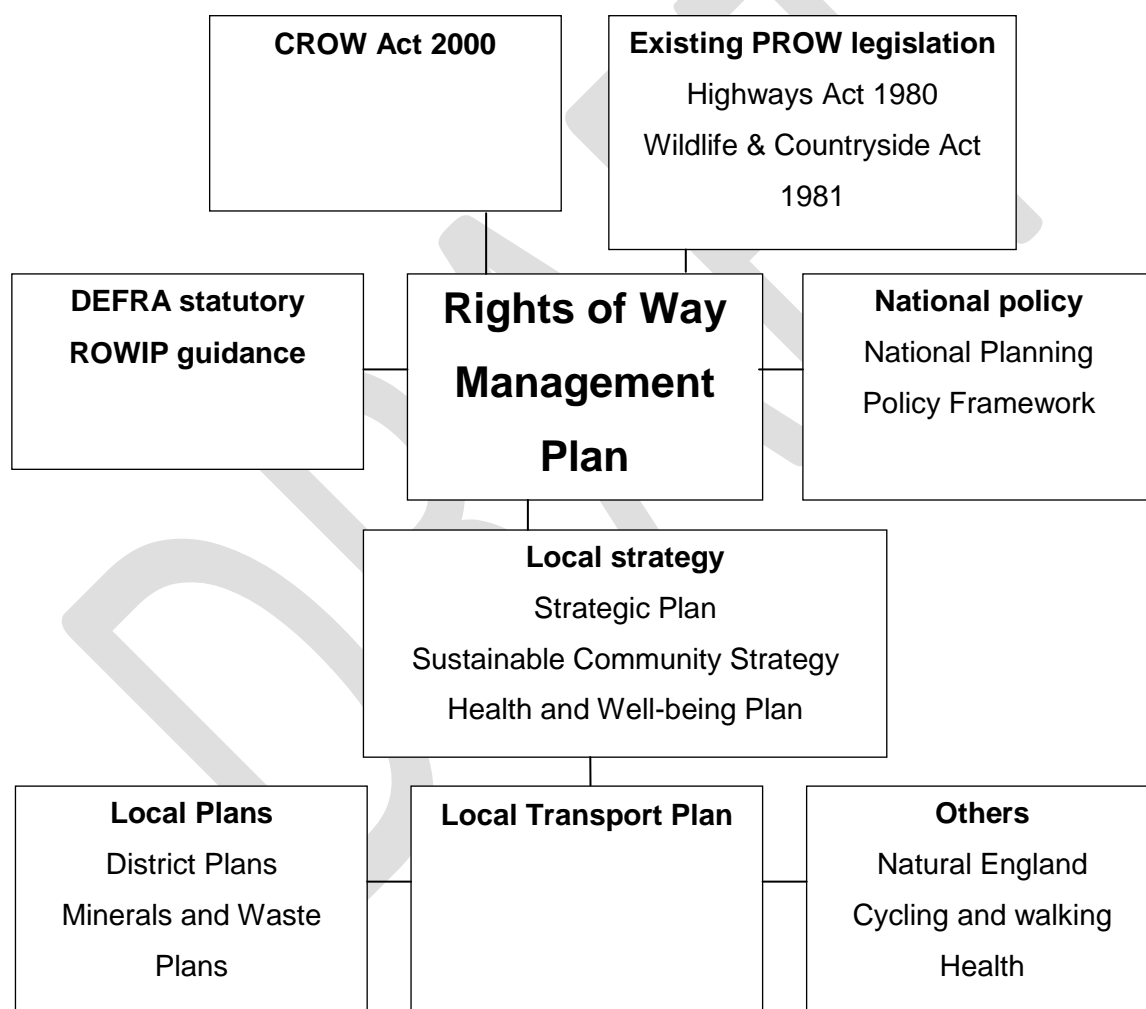 CROW Act 2000
Existing PROW legislation
Highways Act 1980
Wildlife & Countryside Act
1981
DEFRA statutory
ROWIP guidance
Rights of Way
Management
Plan
National policy
National Planning
Policy Framework
Local strategy
Strategic Plan
Sustainable Community Strategy
Health and Well-being Plan
Local Plans
District Plans
Minerals and Waste
Plans
Local Transport Plan
Others
Natural England
Cycling and walking
Health
DRAFT